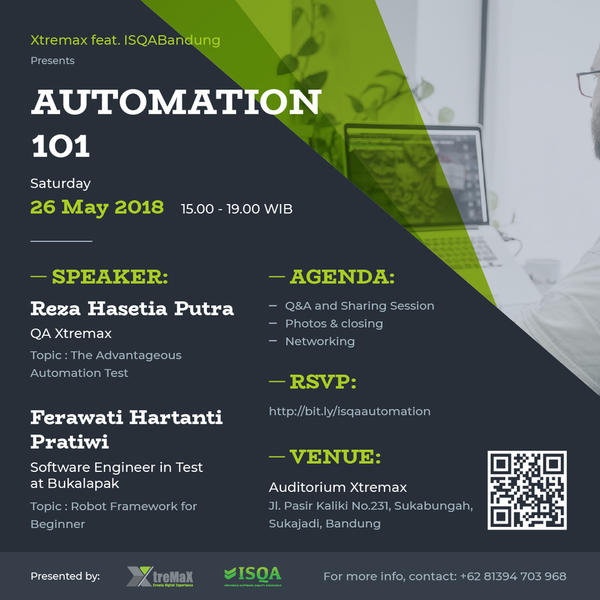 Xtremax feat. ISQABandung
Presents
AUTOMATION
101
Saturday
26 May 2018 15.00 - 19.00 WIB
— SPEAKER:
Reza Hasetia Putra
QA Xtremax
Topic : The Advantageous
Automation Test
Ferawati Hartanti
Pratiwi
Software Engineer in Test
at Bukalapak
Topic : Robot Framework for
Beginner
— AGENDA:
– Q&A and Sharing Session
– Photos & closing
– Networking
— RSVP:
http://bit.ly/isqaautomation
— VENUE:
Auditorium Xtremax
Jl. Pasir Kaliki No.231, Sukabungah,
Sukajadi, Bandung
Presented by:
XtreMaX
ISQA
For more info, contact: +62 81394 703 968